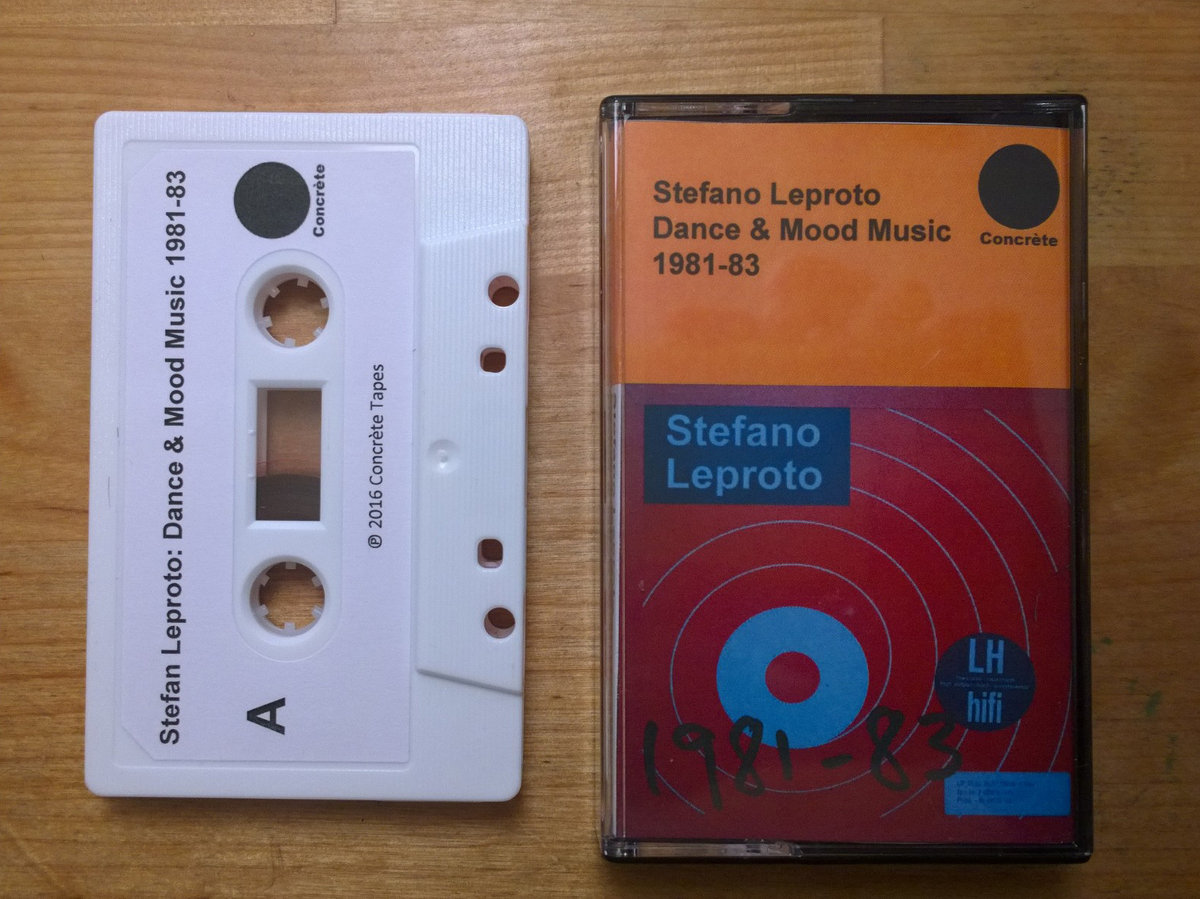 Stefan Leproto: Dance & Mood Music 1981-83
Concrète
A
℗ 2016 Concrète Tapes
Stefano Leproto
Dance & Mood Music
1981-83
Concrète
Stefano
Leproto
LH
hifi
1981-83